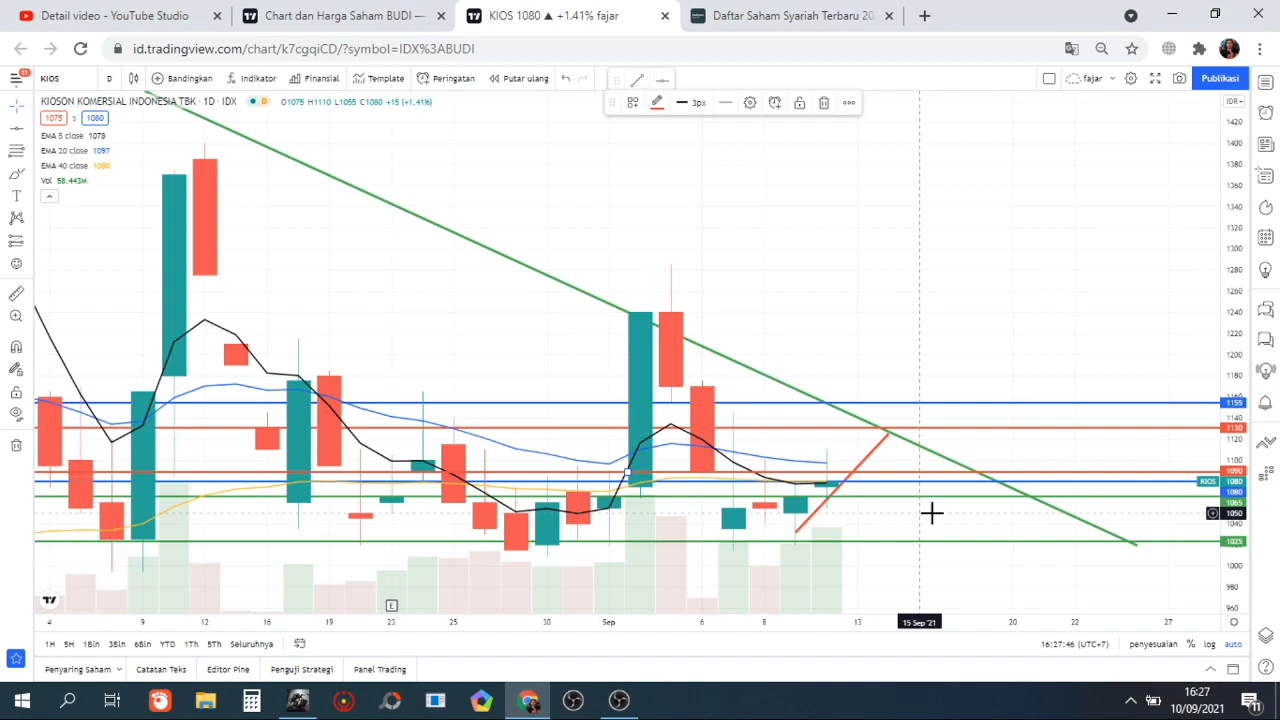 Detail video - YouTube Studio
Chart dan Harga Saham BUDI —
KIOS 1080 ▲ +1.41% fajar
Daftar Saham Syariah Terbaru 202
id.tradingview.com/chart/k7cgqiCD/?symbol=IDX%3ABUDI
11
KIOS
D
Bandingkan
Indikator
Finansial
Template
Peringatan
Putar ulang
fajar
Publikasi
KIOSON KOMERSIAL INDONESIA TBK · 1D · IDX
D
O1075 H1110 L1055 C1080 +15 (+1.41%)
3px
IDR
1075
5
1080
EMA 5 close 1078
EMA 20 close 1097
EMA 40 close 1080
Vol 58.443M
1420
1400
1380
1360
1340
1320
1300
1280
1260
1240
1220
1200
1180
1160
1155
1140
1130
1120
1100
1090
KIOS 1080
1080
1065
1050
1040
1025
1000
980
960
E
4
9
12
17
19
23
25
30
Sep
6
8
13
15 Sep '21
20
22
27
1H
5H
1Bln
3Bln
6Bln
YTD
1Th
5Th
Seluruhnya
16:27:46 (UTC+7)
penyesuaian
%
log
auto
Penyaring Saham
Catatan Teks
Editor Pine
Penguji Strategi
Panel Trading
16:27
10/09/2021
11